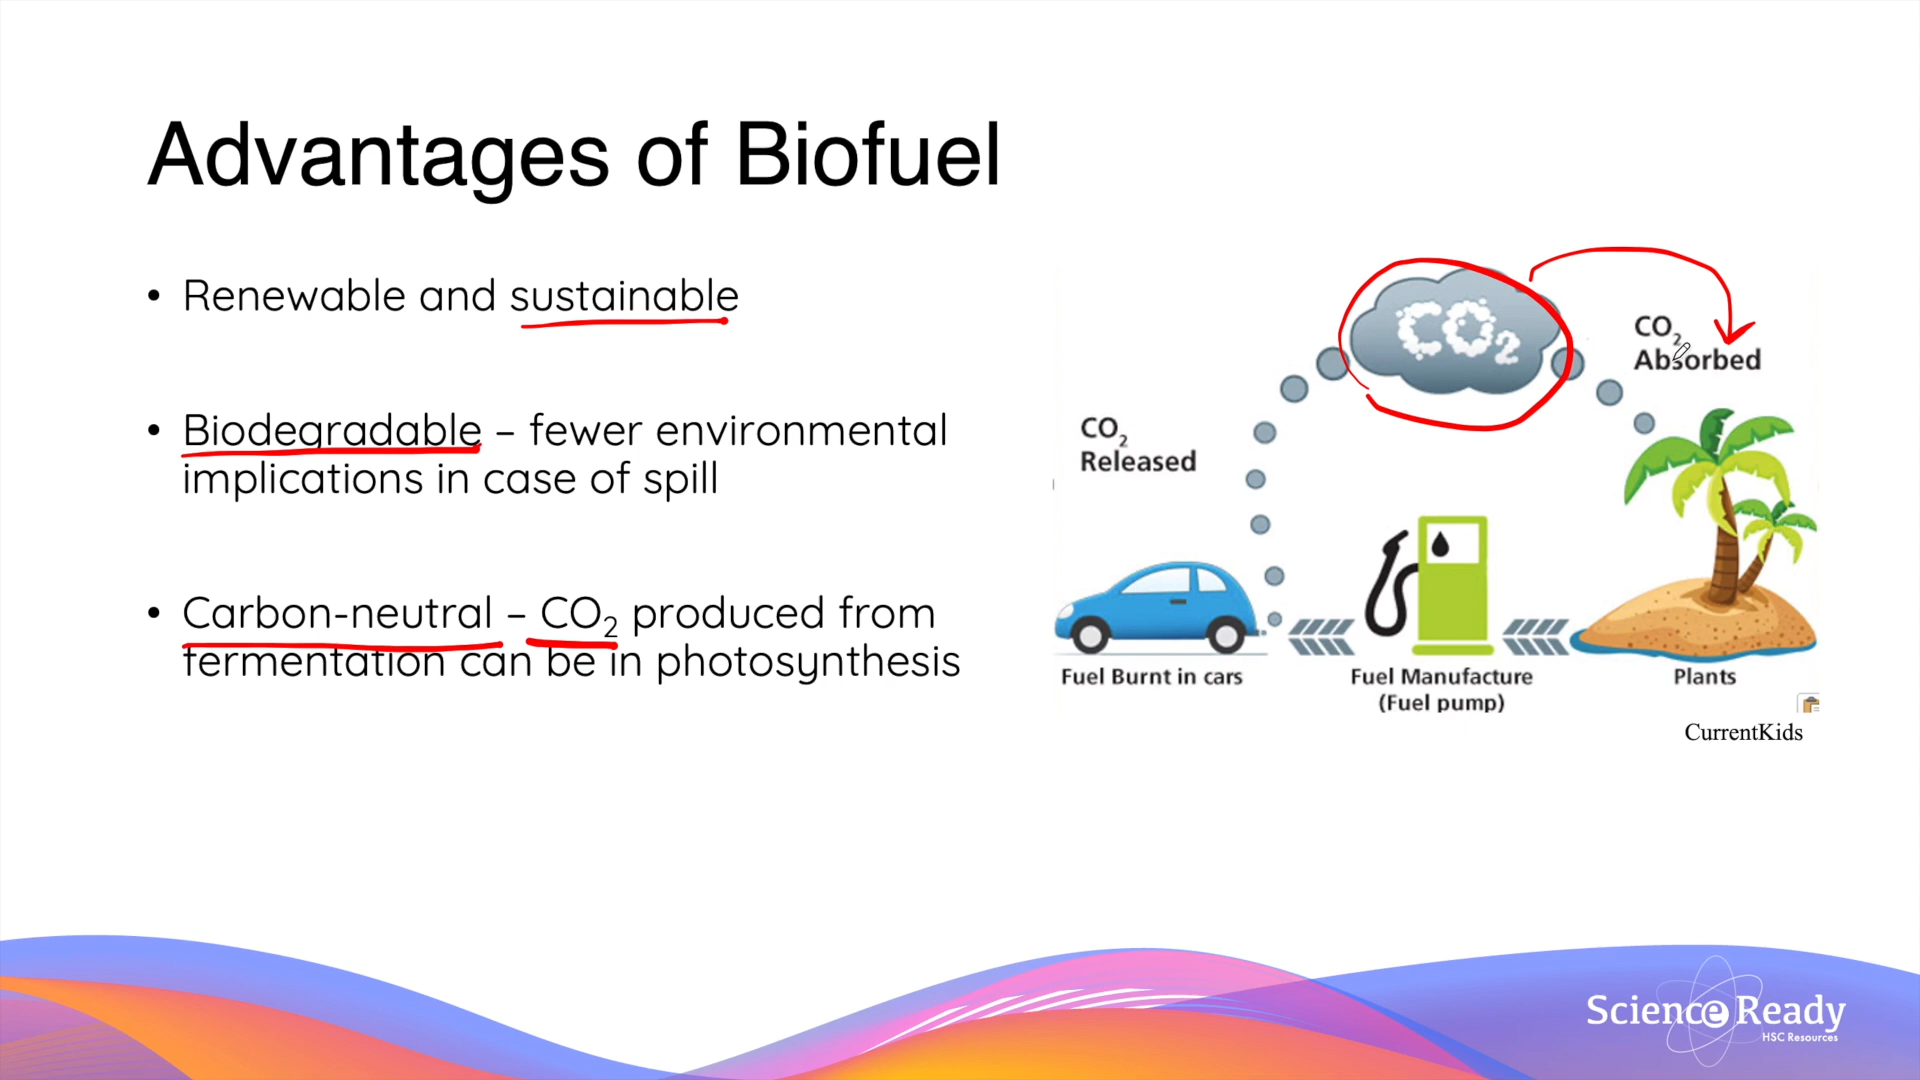 Advantages of Biofuel
• Renewable and sustainable
• Biodegradable – fewer environmental
implications in case of spill
• Carbon-neutral – CO₂ produced from
fermentation can be in photosynthesis
CO₂
CO₂
Absorbed
CO₂
Released
Fuel Burnt in cars
Fuel Manufacture
(Fuel pump)
Plants
CurrentKids
Science Ready
HSC Resources